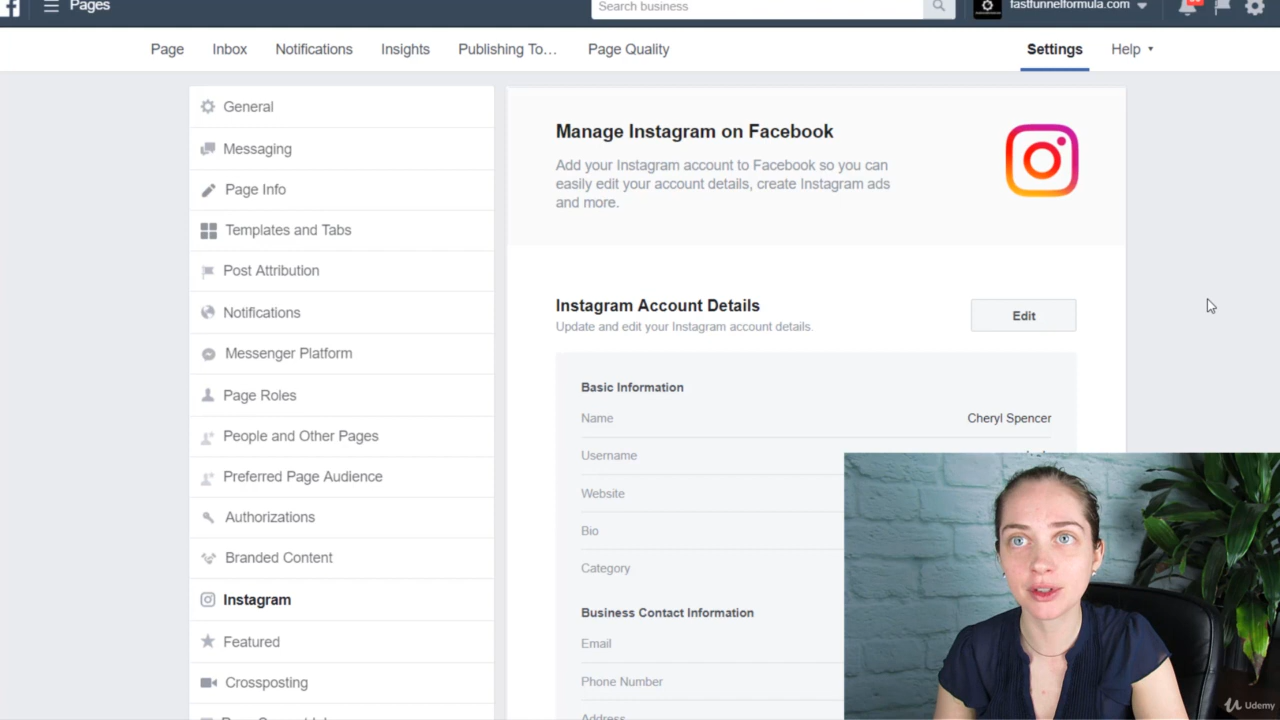 Pages
Search business
fastfunnelformula.com
Page
Inbox
Notifications
Insights
Publishing To…
Page Quality
Settings
Help
General
Messaging
Page Info
Templates and Tabs
Post Attribution
Notifications
Messenger Platform
Page Roles
People and Other Pages
Preferred Page Audience
Authorizations
Branded Content
Instagram
Featured
Crossposting
Manage Instagram on Facebook
Add your Instagram account to Facebook so you can
easily edit your account details, create Instagram ads
and more.
Instagram Account Details
Update and edit your Instagram account details.
Edit
Basic Information
Name
Cheryl Spencer
Username
Website
Bio
Category
Business Contact Information
Email
Phone Number
Address
Udemy